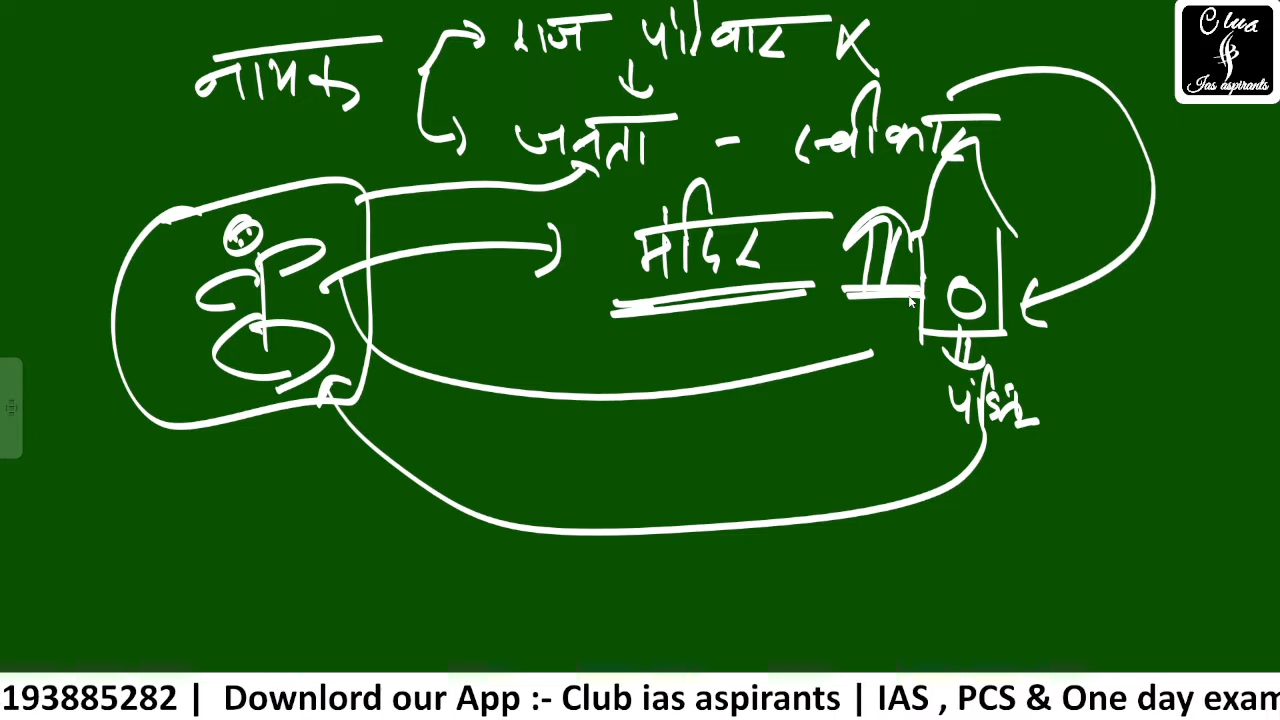 राज परिवार X
नायक
जनता - स्वीकार
मंदिर
पंडित
Club
Ias aspirants
193885282 | Downlord our App :- Club ias aspirants | IAS , PCS & One day exam